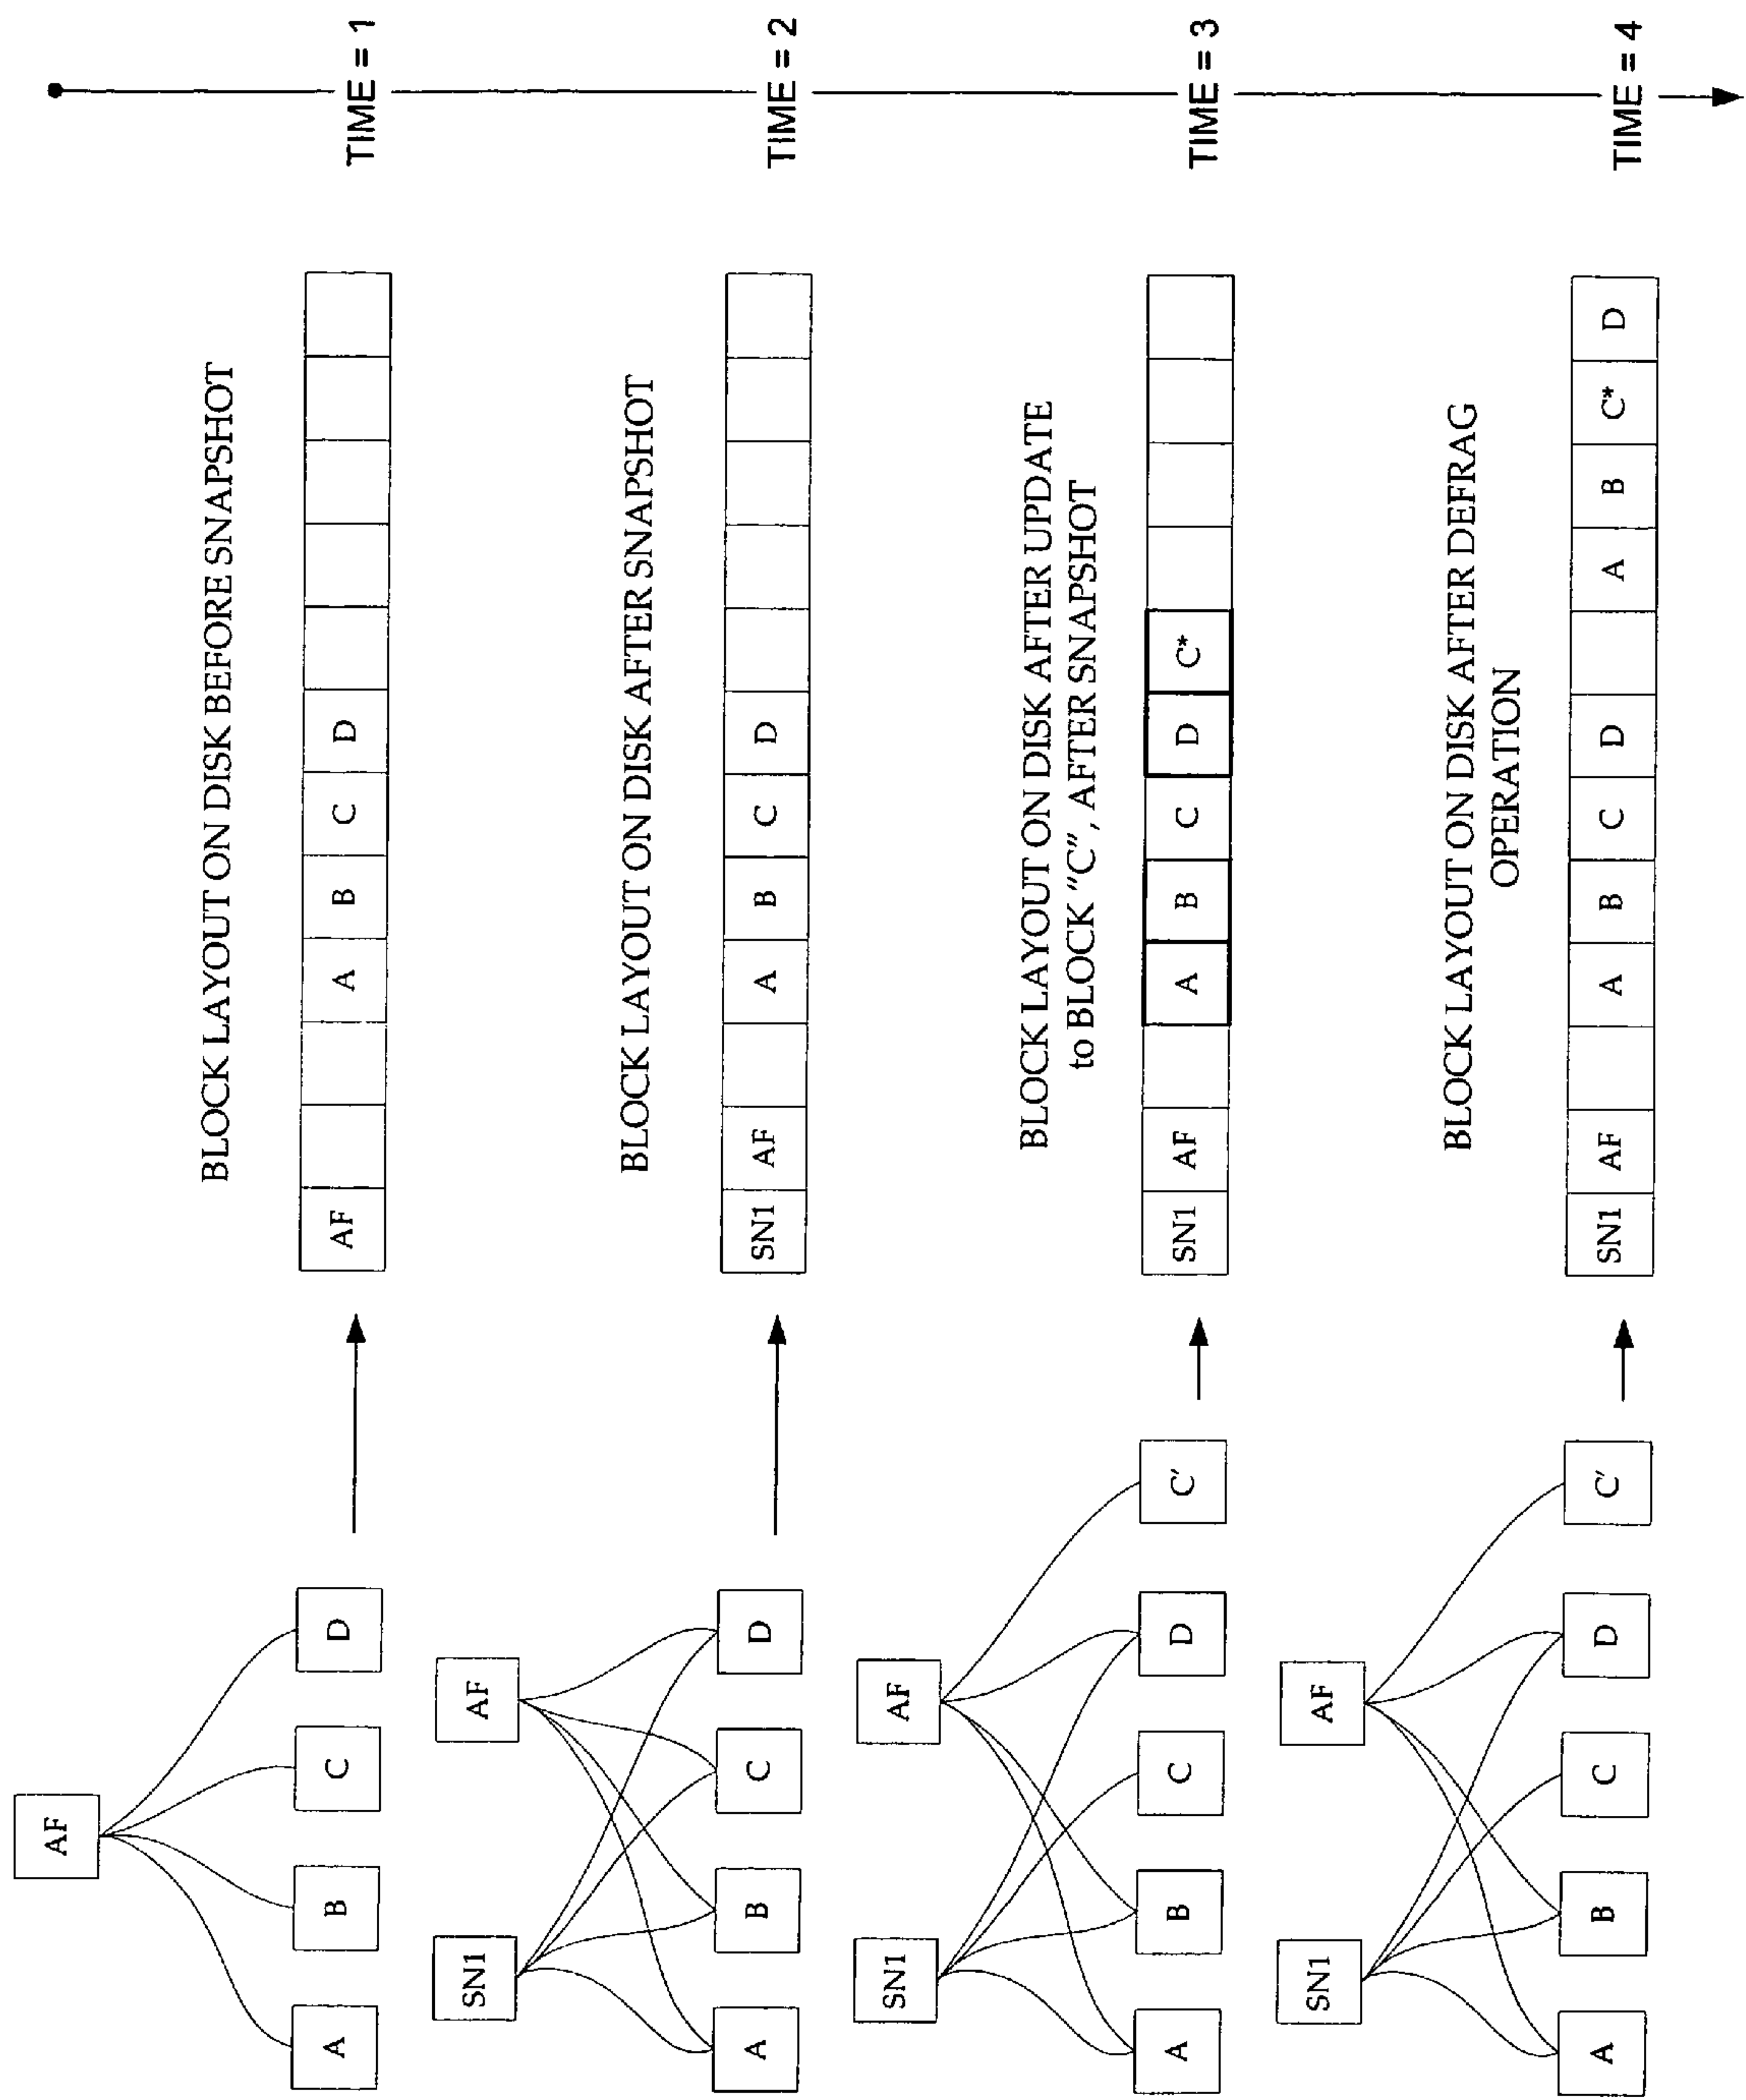 AF
A B C D
BLOCK LAYOUT ON DISK BEFORE SNAPSHOT
AF A B C D
TIME = 1
SN1 AF
A B C D
BLOCK LAYOUT ON DISK AFTER SNAPSHOT
SN1 AF A B C D
TIME = 2
SN1 AF
A B C D C'
BLOCK LAYOUT ON DISK AFTER UPDATE
to BLOCK "C", AFTER SNAPSHOT
SN1 AF A B C D C*
TIME = 3
SN1 AF
A B C D C'
BLOCK LAYOUT ON DISK AFTER DEFRAG
OPERATION
SN1 AF A B C D A B C* D
TIME = 4